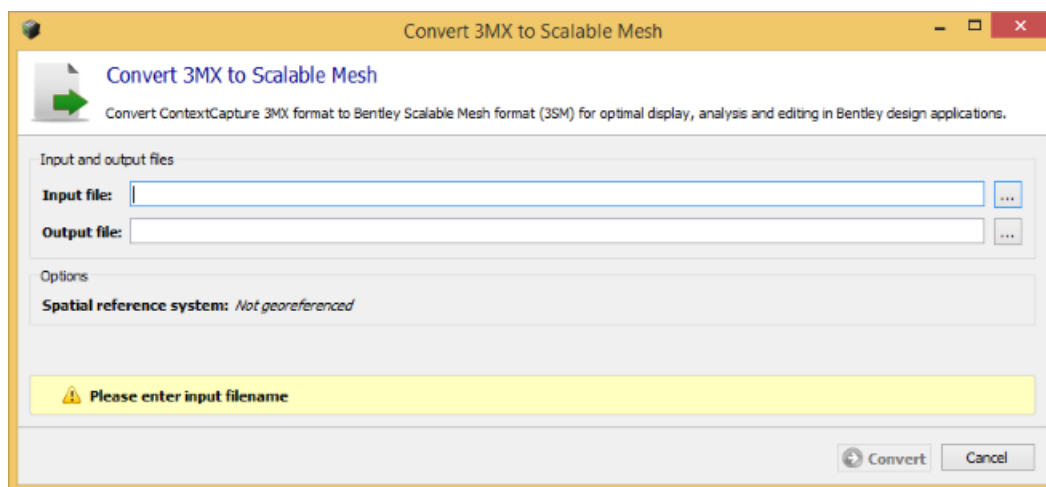 Convert 3MX to Scalable Mesh
Convert 3MX to Scalable Mesh
Convert ContextCapture 3MX format to Bentley Scalable Mesh format (3SM) for optimal display, analysis and editing in Bentley design applcations.
Input and output files
Input file:
...
Output file:
...
Options
Spatial reference system: Not georeferenced
Please enter input filename
Convert
Cancel